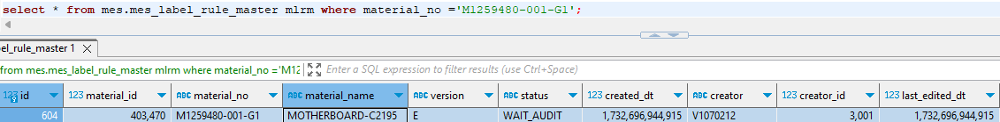 select * from mes.mes_label_rule_master mlrm where material_no ='M1259480-001-G1';
el_rule_master 1
from mes.mes_label_rule_master mlrm where material_no ='M12 Enter a SQL expression to filter results (use Ctrl+Space)
123 id 123 material_id ABC material_no ABC material_name ABC version ABC status 123 created_dt ABC creator 123 creator_id 123 last_edited_dt
604 403,470 M1259480-001-G1 MOTHERBOARD-C2195 E WAIT_AUDIT 1,732,696,944,915 V1070212 3,001 1,732,696,944,915